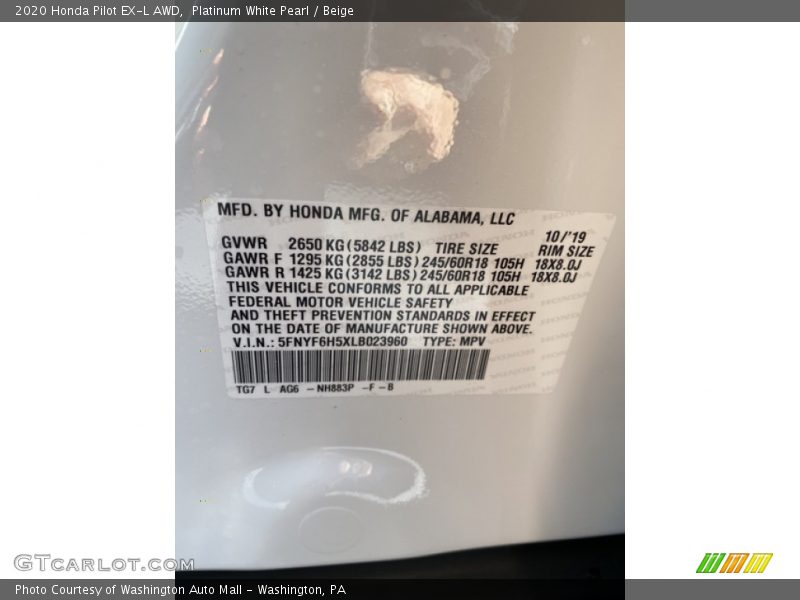 2020 Honda Pilot EX-L AWD, Platinum White Pearl / Beige
MFD. BY HONDA MFG. OF ALABAMA, LLC
10/'19
GVWR 2650 KG (5842 LBS) TIRE SIZE RIM SIZE
GAWR F 1295 KG (2855 LBS) 245/60R18 105H 18X8.0J
GAWR R 1425 KG (3142 LBS) 245/60R18 105H 18X8.0J
THIS VEHICLE CONFORMS TO ALL APPLICABLE
FEDERAL MOTOR VEHICLE SAFETY
AND THEFT PREVENTION STANDARDS IN EFFECT
ON THE DATE OF MANUFACTURE SHOWN ABOVE.
V.I.N.: 5FNYF6H5XLB023960 TYPE: MPV
TG7 L AG6 - NH883P - F - B
GTCARLOT.COM
Photo Courtesy of Washington Auto Mall - Washington, PA